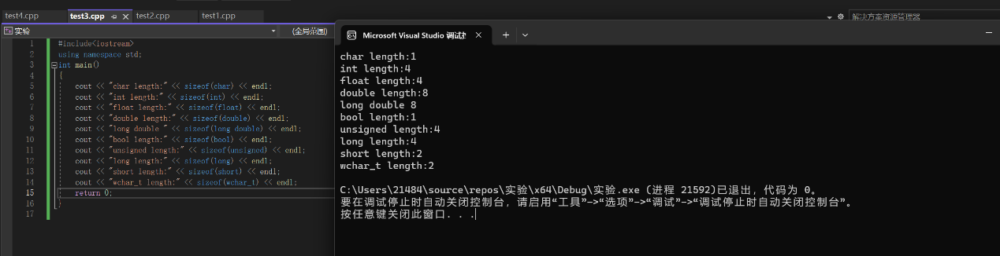 test4.cpp test3.cpp test2.cpp test1.cpp
解决方案资源管理器
实验 (全局范围)
1 #include<iostream>
2 using namespace std;
3 int main()
4 {
5 cout << "char length:" << sizeof(char) << endl;
6 cout << "int length:" << sizeof(int) << endl;
7 cout << "float length:" << sizeof(float) << endl;
8 cout << "double length:" << sizeof(double) << endl;
9 cout << "long double " << sizeof(long double) << endl;
10 cout << "bool length:" << sizeof(bool) << endl;
11 cout << "unsigned length:" << sizeof(unsigned) << endl;
12 cout << "long length:" << sizeof(long) << endl;
13 cout << "short length:" << sizeof(short) << endl;
14 cout << "wchar_t length:" << sizeof(wchar_t) << endl;
15 return 0;
16 }
17
Microsoft Visual Studio 调试
char length:1
int length:4
float length:4
double length:8
long double 8
bool length:1
unsigned length:4
long length:4
short length:2
wchar_t length:2
C:\Users\21484\source\repos\实验\x64\Debug\实验.exe (进程 21592)已退出，代码为 0。
要在调试停止时自动关闭控制台，请启用“工具”->“选项”->“调试”->“调试停止时自动关闭控制台”。
按任意键关闭此窗口. . .